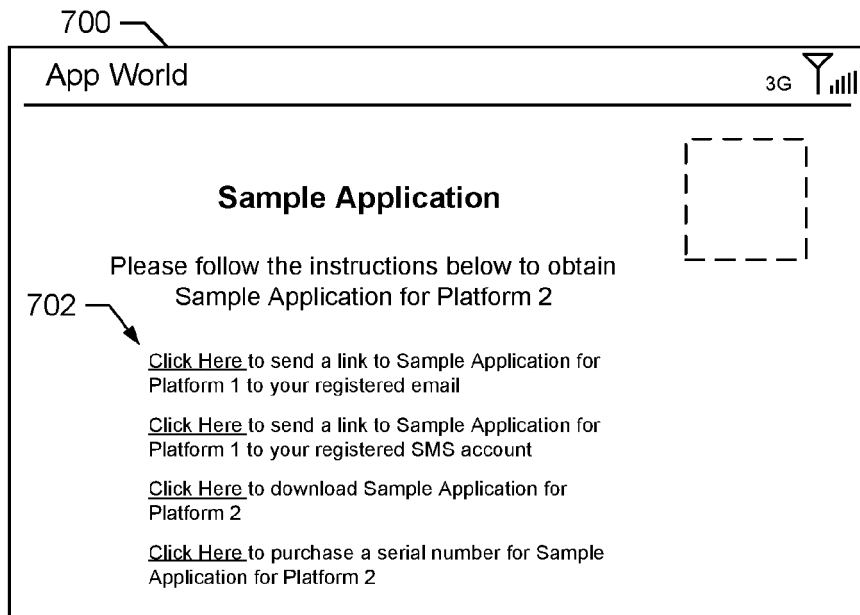 700
App World
3G
Sample Application
Please follow the instructions below to obtain
Sample Application for Platform 2
702
Click Here to send a link to Sample Application for
Platform 1 to your registered email
Click Here to send a link to Sample Application for
Platform 1 to your registered SMS account
Click Here to download Sample Application for
Platform 2
Click Here to purchase a serial number for Sample
Application for Platform 2